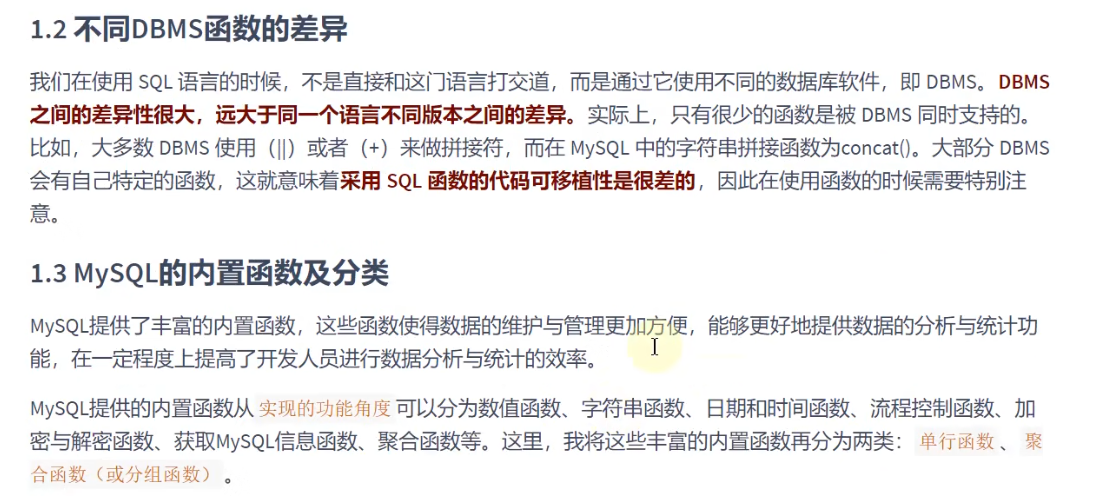 1.2 不同DBMS函数的差异
我们在使用 SQL 语言的时候，不是直接和这门语言打交道，而是通过它使用不同的数据库软件，即 DBMS。DBMS
之间的差异性很大，远大于同一个语言不同版本之间的差异。实际上，只有很少的函数是被 DBMS 同时支持的。
比如，大多数 DBMS 使用（||）或者（+）来做拼接符，而在 MySQL 中的字符串拼接函数为concat()。大部分 DBMS
会有自己特定的函数，这就意味着采用 SQL 函数的代码可移植性是很差的，因此在使用函数的时候需要特别注
意。
1.3 MySQL的内置函数及分类
MySQL提供了丰富的内置函数，这些函数使得数据的维护与管理更加方便，能够更好地提供数据的分析与统计功
能，在一定程度上提高了开发人员进行数据分析与统计的效率。
MySQL提供的内置函数从 实现的功能角度 可以分为数值函数、字符串函数、日期和时间函数、流程控制函数、加
密与解密函数、获取MySQL信息函数、聚合函数等。这里，我将这些丰富的内置函数再分为两类： 单行函数 、 聚
合函数（或分组函数） 。